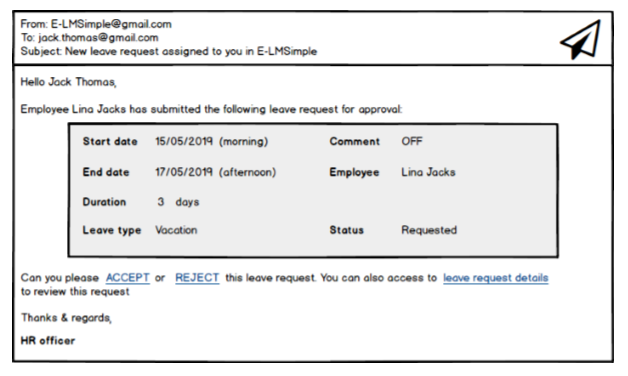 From: E-LMSimple@gmail.com
To: jack.thomas@gmail.com
Subject: New leave request assigned to you in E-LMSimple
Hello Jack Thomas,
Employee Lina Jacks has submitted the following leave request for approval:
Start date 15/05/2019 (morning) Comment OFF
End date 17/05/2019 (afternoon) Employee Lina Jacks
Duration 3 days
Leave type Vacation Status Requested
Can you please ACCEPT or REJECT this leave request. You can also access to leave request details
to review this request
Thanks & regards,
HR officer